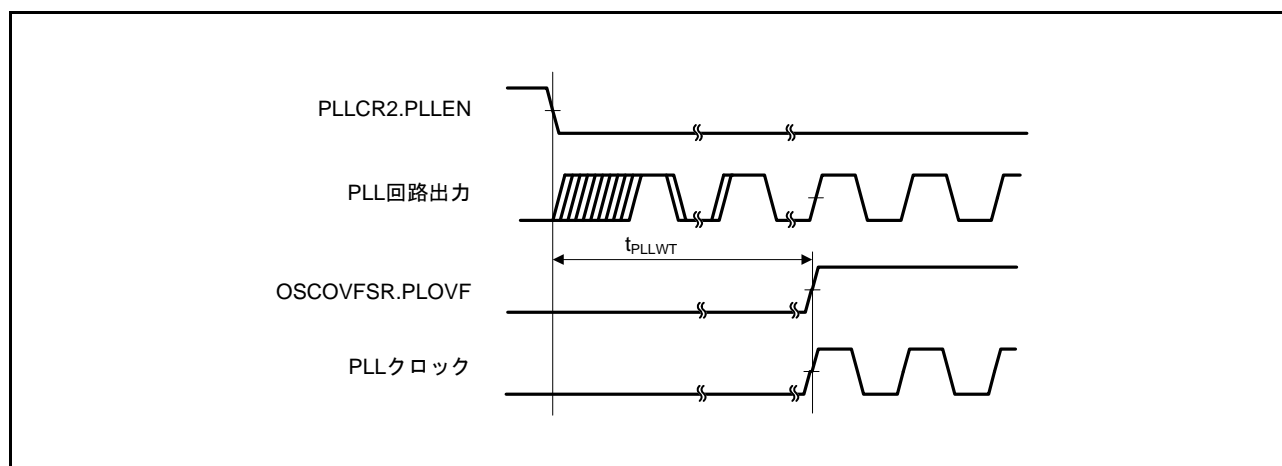 PLLCR2.PLLEN
PLL回路出力
tPLLWT
OSCOVFSR.PLOVF
PLLクロック